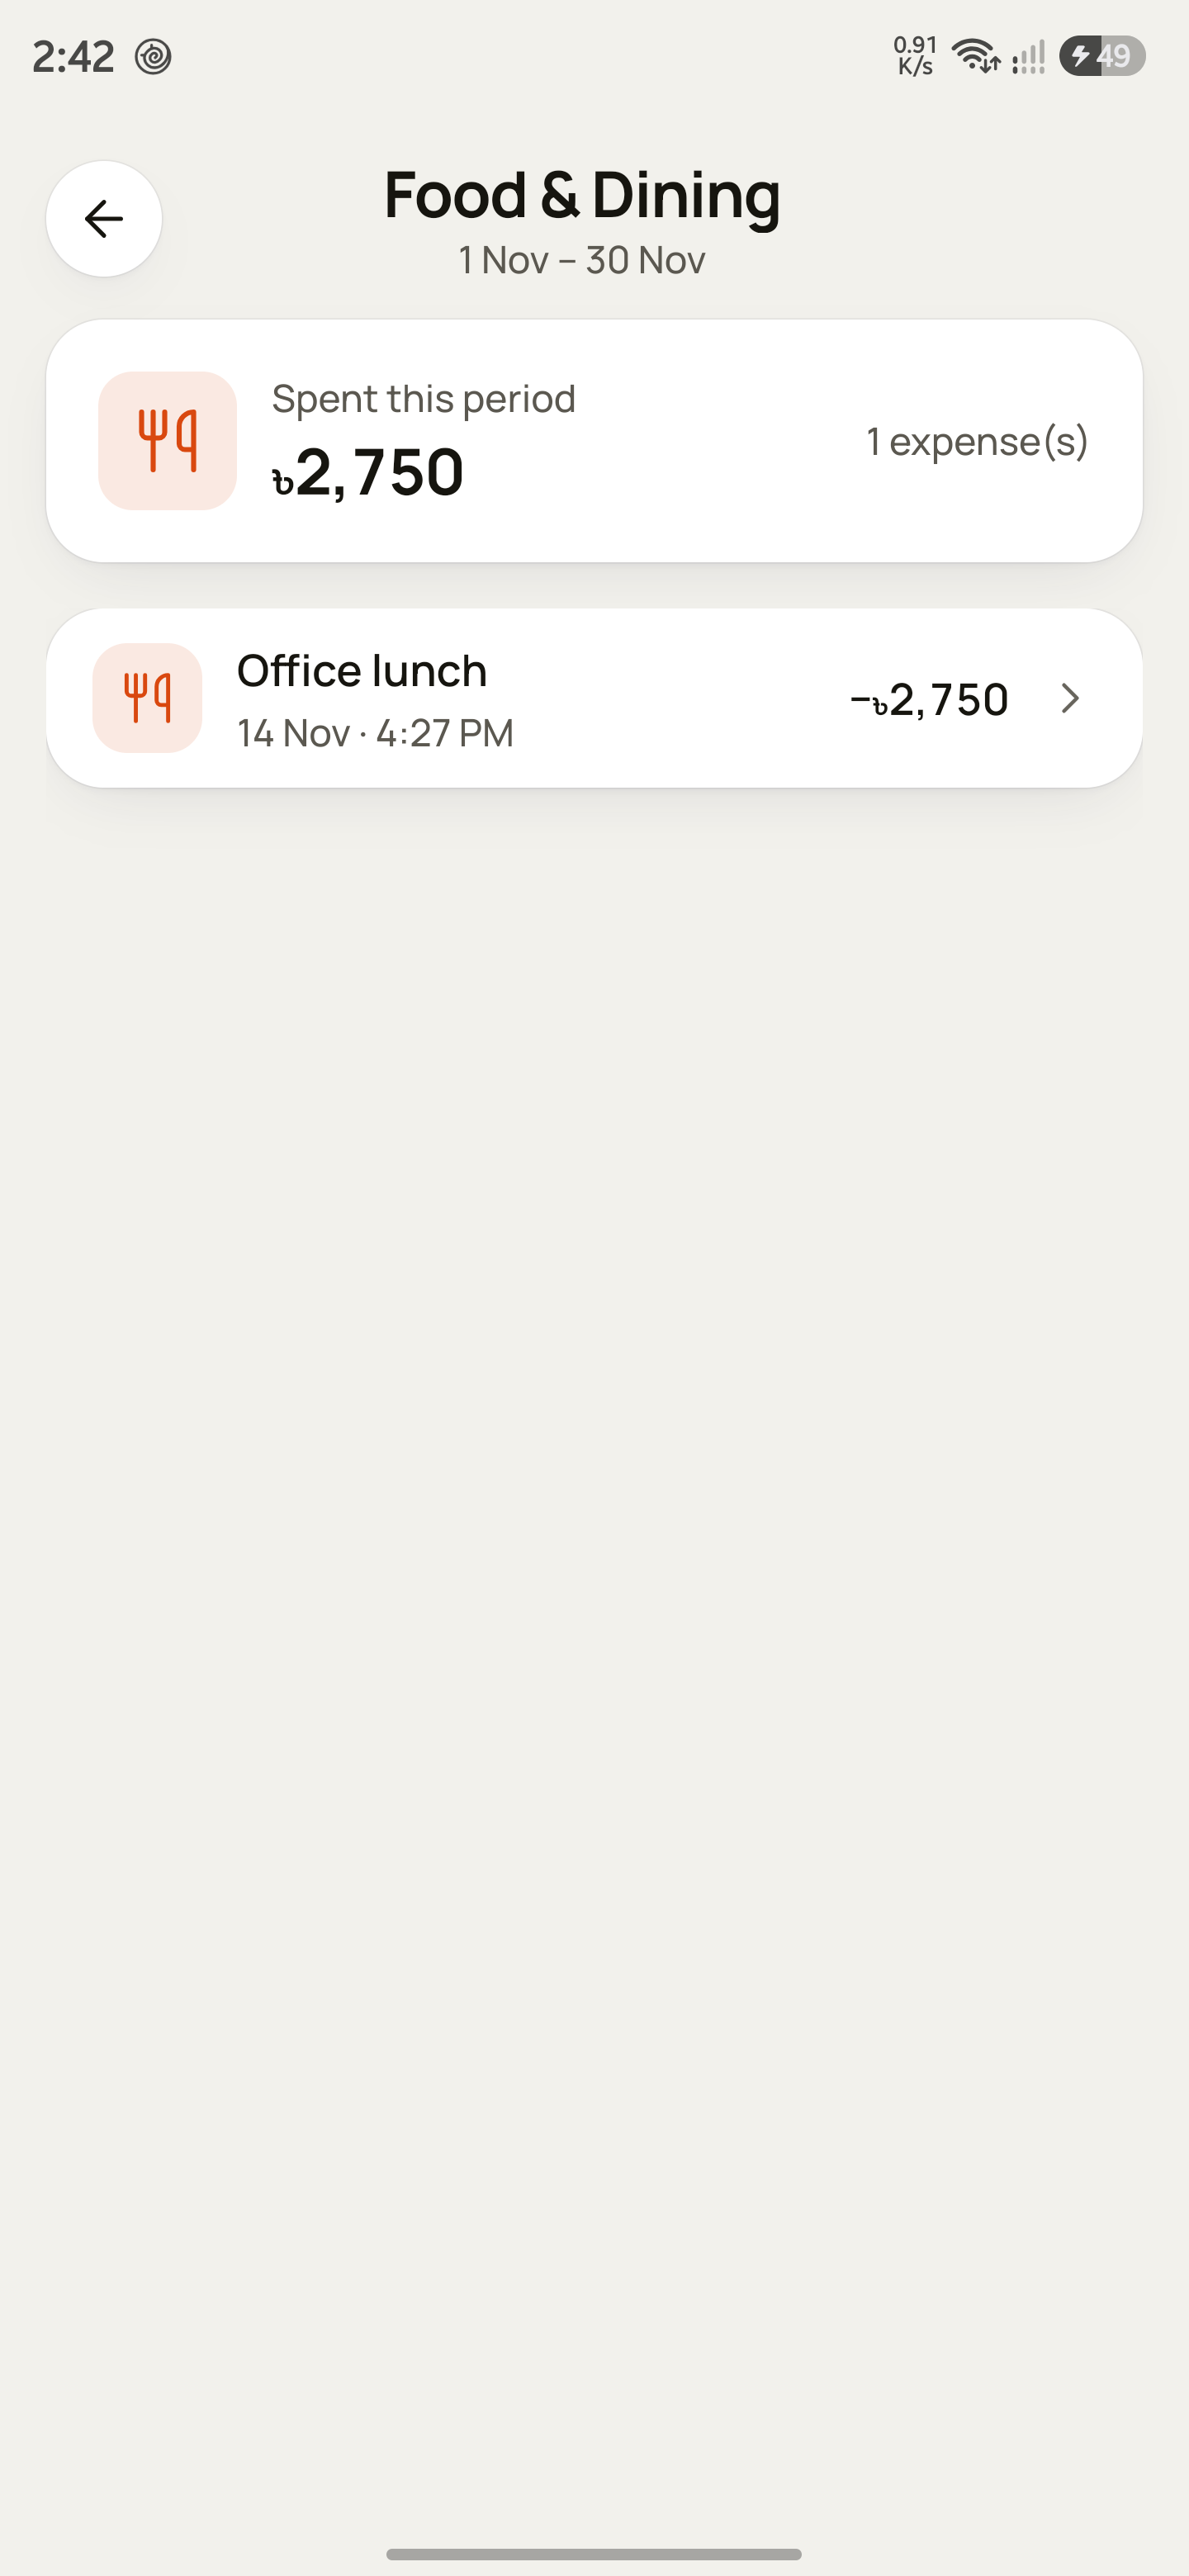 2:42
0.91
K/s
49
Food & Dining
1 Nov – 30 Nov
Spent this period
৳2,750
1 expense(s)
Office lunch
14 Nov · 4:27 PM
−৳2,750